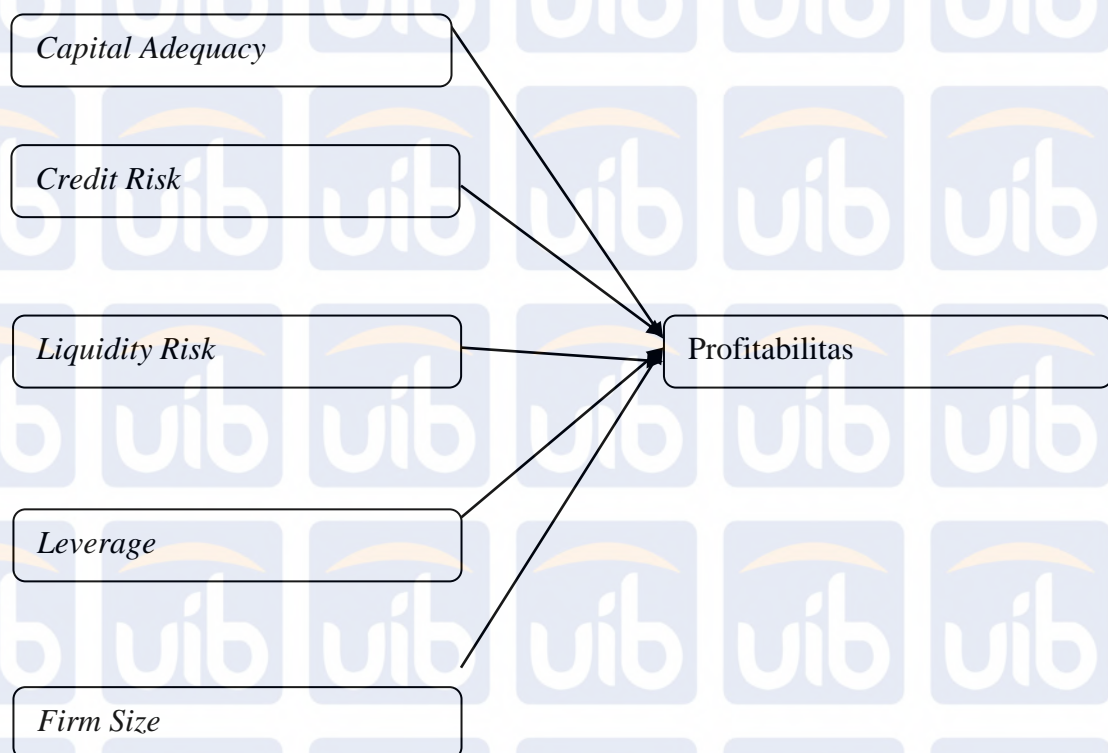 Capital Adequacy
Credit Risk
Liquidity Risk
Profitabilitas
Leverage
Firm Size